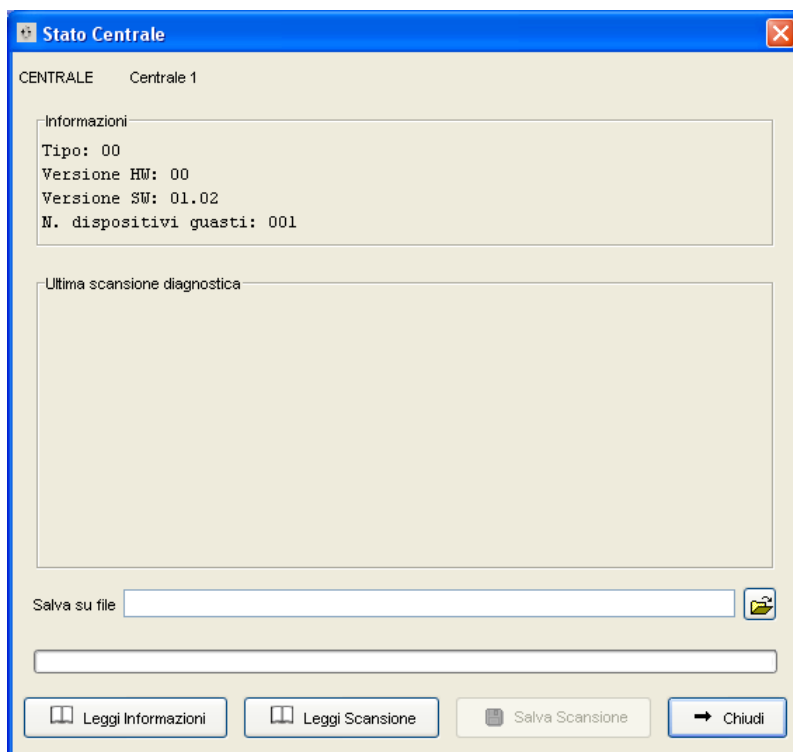 Stato Centrale
CENTRALE Centrale 1
Informazioni
Tipo: 00
Versione HW: 00
Versione SW: 01.02
N. dispositivi guasti: 001
Ultima scansione diagnostica
Salva su file
Leggi Informazioni Leggi Scansione Salva Scansione Chiudi